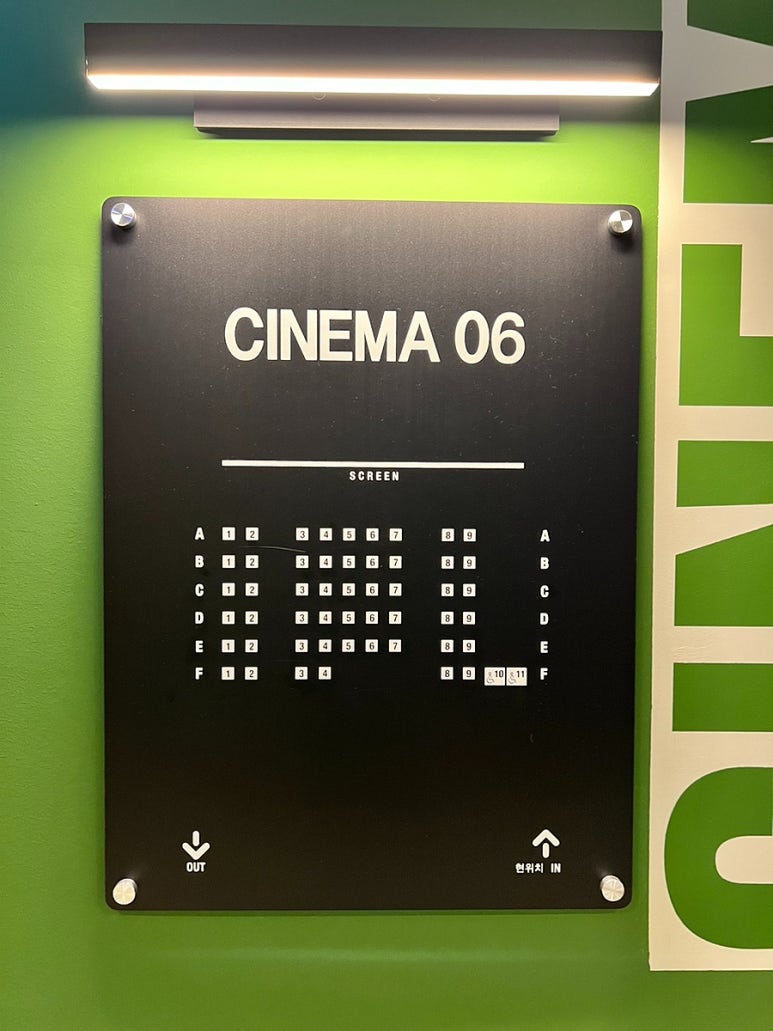 CINEMA 06
SCREEN
A 1 2 3 4 5 6 7 8 9 A
B 1 2 3 4 5 6 7 8 9 B
C 1 2 3 4 5 6 7 8 9 C
D 1 2 3 4 5 6 7 8 9 D
E 1 2 3 4 5 6 7 8 9 E
F 1 2 3 4 8 9 10 11 F
OUT
현위치 IN